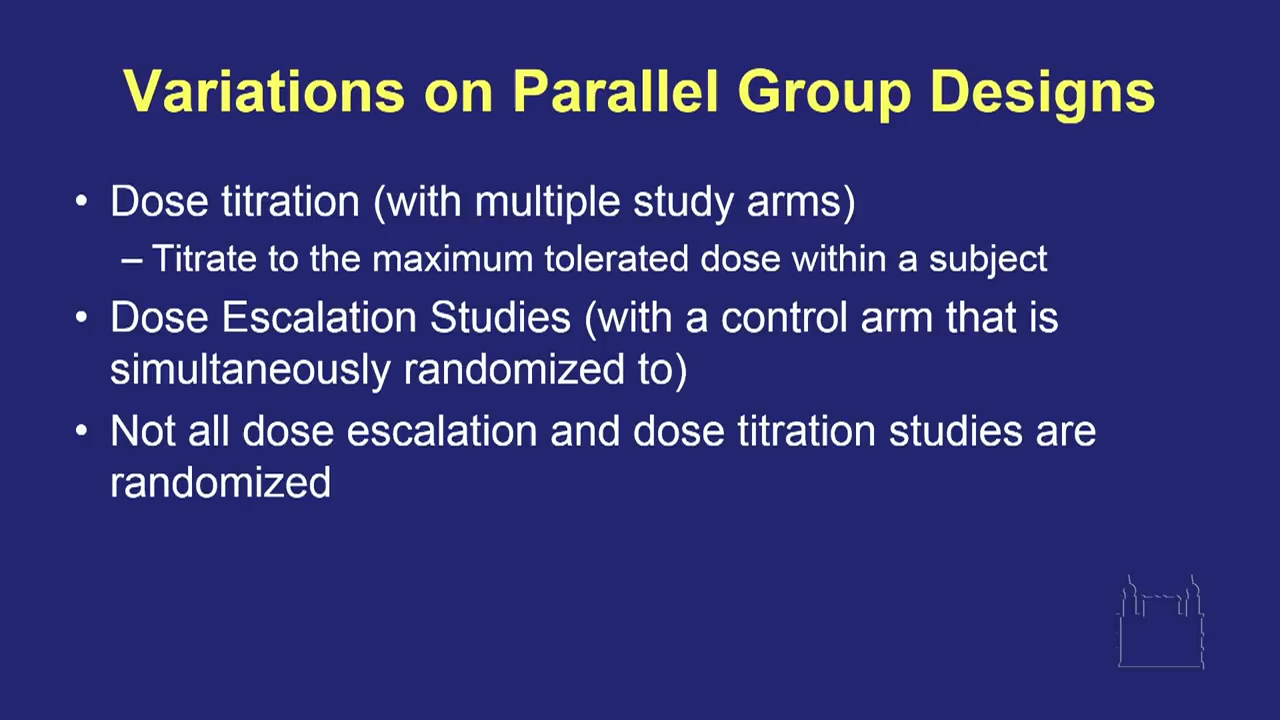 Variations on Parallel Group Designs
• Dose titration (with multiple study arms)
– Titrate to the maximum tolerated dose within a subject
• Dose Escalation Studies (with a control arm that is
simultaneously randomized to)
• Not all dose escalation and dose titration studies are
randomized